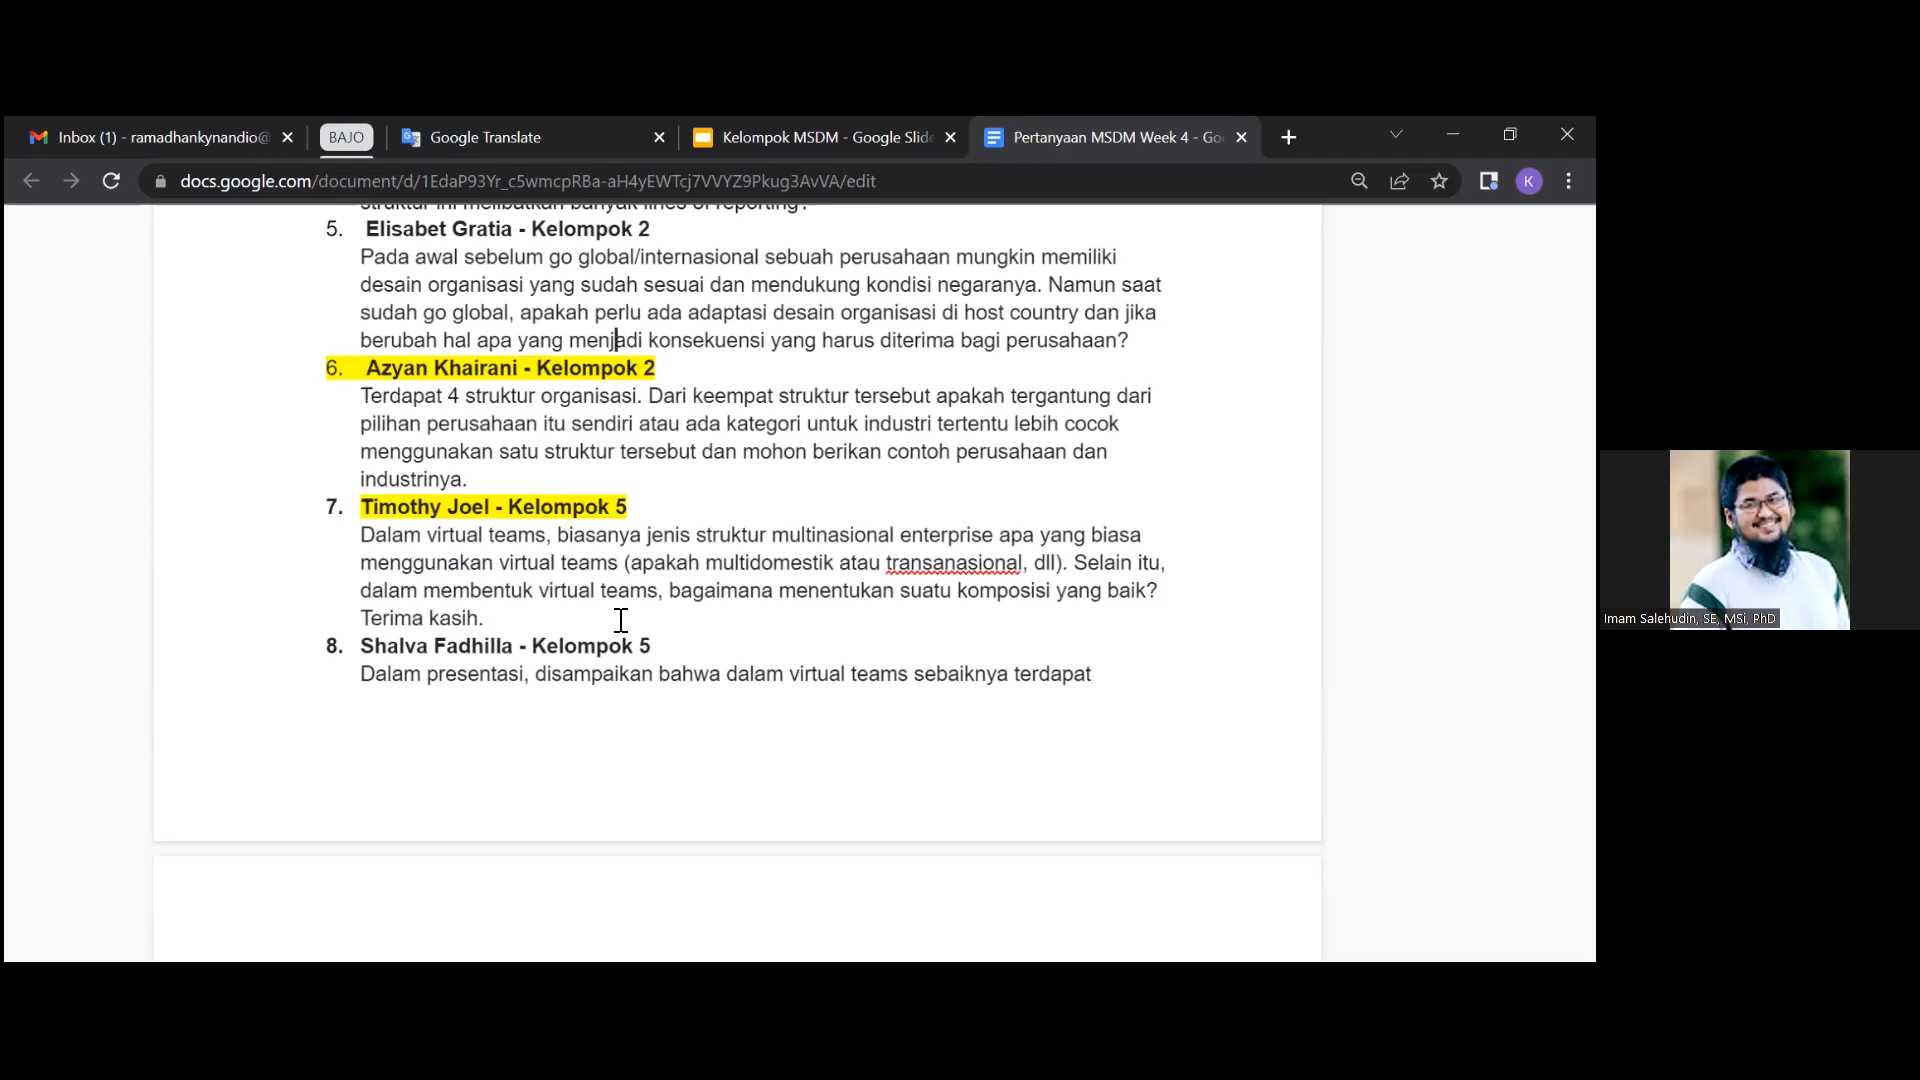 Inbox (1) - ramadhankynandio@
BAJO
Google Translate
Kelompok MSDM - Google Slide
Pertanyaan MSDM Week 4 - Go
docs.google.com/document/d/1EdaP93Yr_c5wmcpRBa-aH4yEWTcj7VVYZ9Pkug3AvVA/edit
K
struktur ini melibatkan banyak lines of reporting?
5. Elisabet Gratia - Kelompok 2
Pada awal sebelum go global/internasional sebuah perusahaan mungkin memiliki
desain organisasi yang sudah sesuai dan mendukung kondisi negaranya. Namun saat
sudah go global, apakah perlu ada adaptasi desain organisasi di host country dan jika
berubah hal apa yang menjadi konsekuensi yang harus diterima bagi perusahaan?
6. Azyan Khairani - Kelompok 2
Terdapat 4 struktur organisasi. Dari keempat struktur tersebut apakah tergantung dari
pilihan perusahaan itu sendiri atau ada kategori untuk industri tertentu lebih cocok
menggunakan satu struktur tersebut dan mohon berikan contoh perusahaan dan
industrinya.
7. Timothy Joel - Kelompok 5
Dalam virtual teams, biasanya jenis struktur multinasional enterprise apa yang biasa
menggunakan virtual teams (apakah multidomestik atau transanasional, dll). Selain itu,
dalam membentuk virtual teams, bagaimana menentukan suatu komposisi yang baik?
Terima kasih.
8. Shalva Fadhilla - Kelompok 5
Dalam presentasi, disampaikan bahwa dalam virtual teams sebaiknya terdapat
Imam Salehudin, SE, MSi, PhD